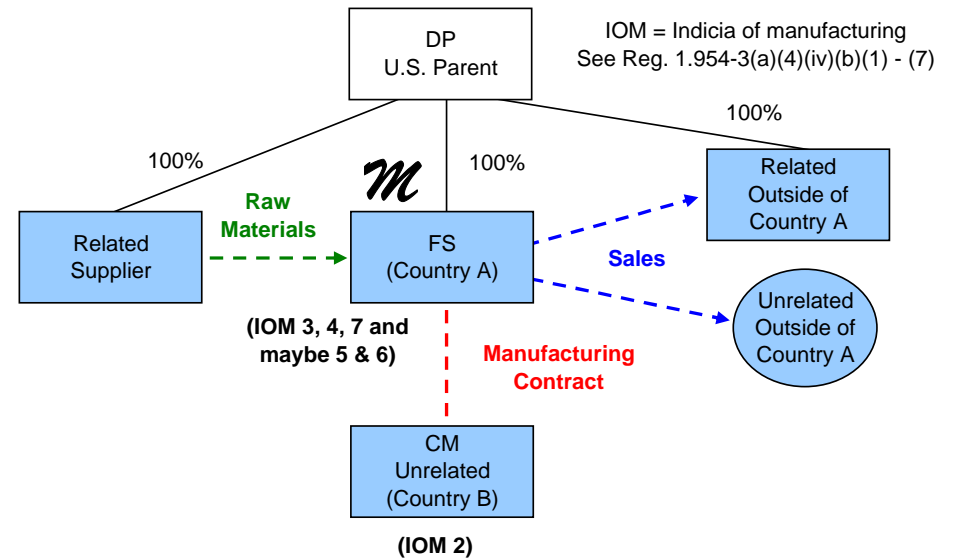 DP
U.S. Parent
IOM = Indicia of manufacturing
See Reg. 1.954-3(a)(4)(iv)(b)(1) - (7)
100%
100%
100%
M
Related
Supplier
Raw
Materials
FS
(Country A)
Sales
Related
Outside of
Country A
Unrelated
Outside of
Country A
(IOM 3, 4, 7 and
maybe 5 & 6)
Manufacturing
Contract
CM
Unrelated
(Country B)
(IOM 2)